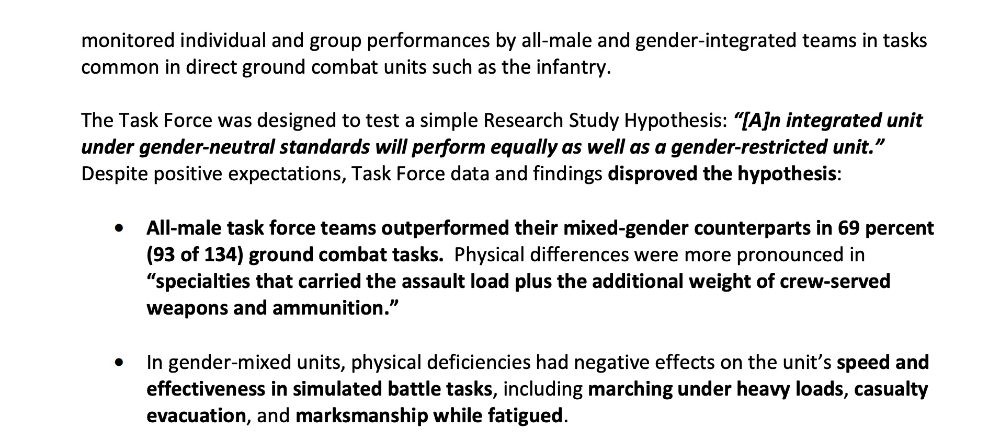 monitored individual and group performances by all-male and gender-integrated teams in tasks
common in direct ground combat units such as the infantry.
The Task Force was designed to test a simple Research Study Hypothesis: “[A]n integrated unit
under gender-neutral standards will perform equally as well as a gender-restricted unit.”
Despite positive expectations, Task Force data and findings disproved the hypothesis:
• All-male task force teams outperformed their mixed-gender counterparts in 69 percent
(93 of 134) ground combat tasks.  Physical differences were more pronounced in
“specialties that carried the assault load plus the additional weight of crew-served
weapons and ammunition.”
• In gender-mixed units, physical deficiencies had negative effects on the unit’s speed and
effectiveness in simulated battle tasks, including marching under heavy loads, casualty
evacuation, and marksmanship while fatigued.